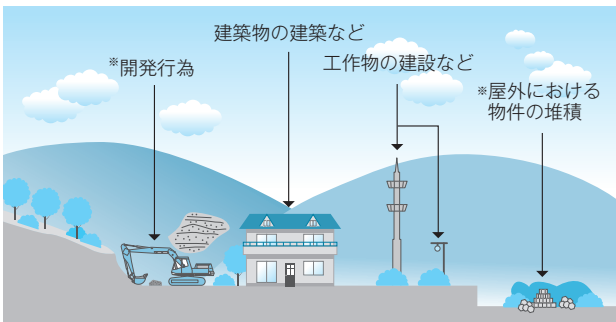 建築物の建築など
※開発行為
工作物の建設など
※屋外における
物件の堆積